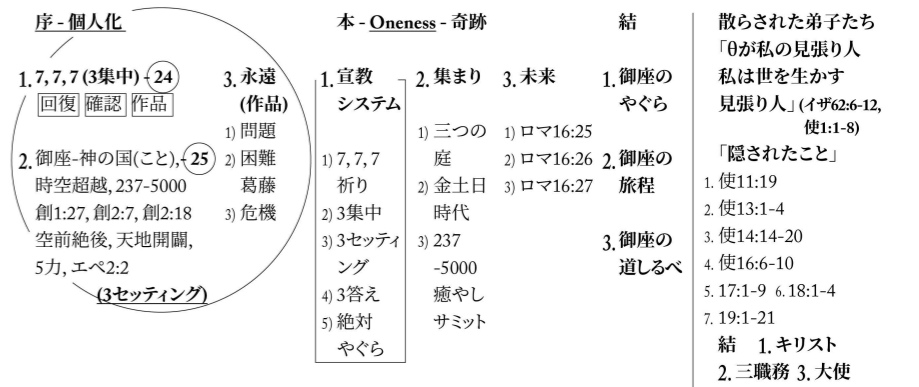 序 - 個人化
1. 7, 7, 7 (3集中) - 24
回復 確認 作品
2. 御座-神の国(こと), - 25
時空超越, 237-5000
創1:27, 創2:7, 創2:18
空前絶後, 天地開闢,
5力, エペ2:2
(3セッティング)
3. 永遠
(作品)
1) 問題
2) 困難
葛藤
3) 危機
本 - Oneness - 奇跡
1. 宣教
システム
1) 7, 7, 7
祈り
2) 3集中
3) 3セッティ
ング
4) 3答え
5) 絶対
やぐら
2. 集まり
1) 三つの
庭
2) 金土日
時代
3) 237
-5000
癒やし
サミット
3. 未来
1) ロマ16:25
2) ロマ16:26
3) ロマ16:27
結
1. 御座の
やぐら
2. 御座の
旅程
3. 御座の
道しるべ
散らされた弟子たち
「θが私の見張り人
私は世を生かす
見張り人」(イザ62:6-12,
使1:1-8)
「隠されたこと」
1. 使11:19
2. 使13:1-4
3. 使14:14-20
4. 使16:6-10
5. 17:1-9 6. 18:1-4
7. 19:1-21
結 1. キリスト
2. 三職務 3. 大使